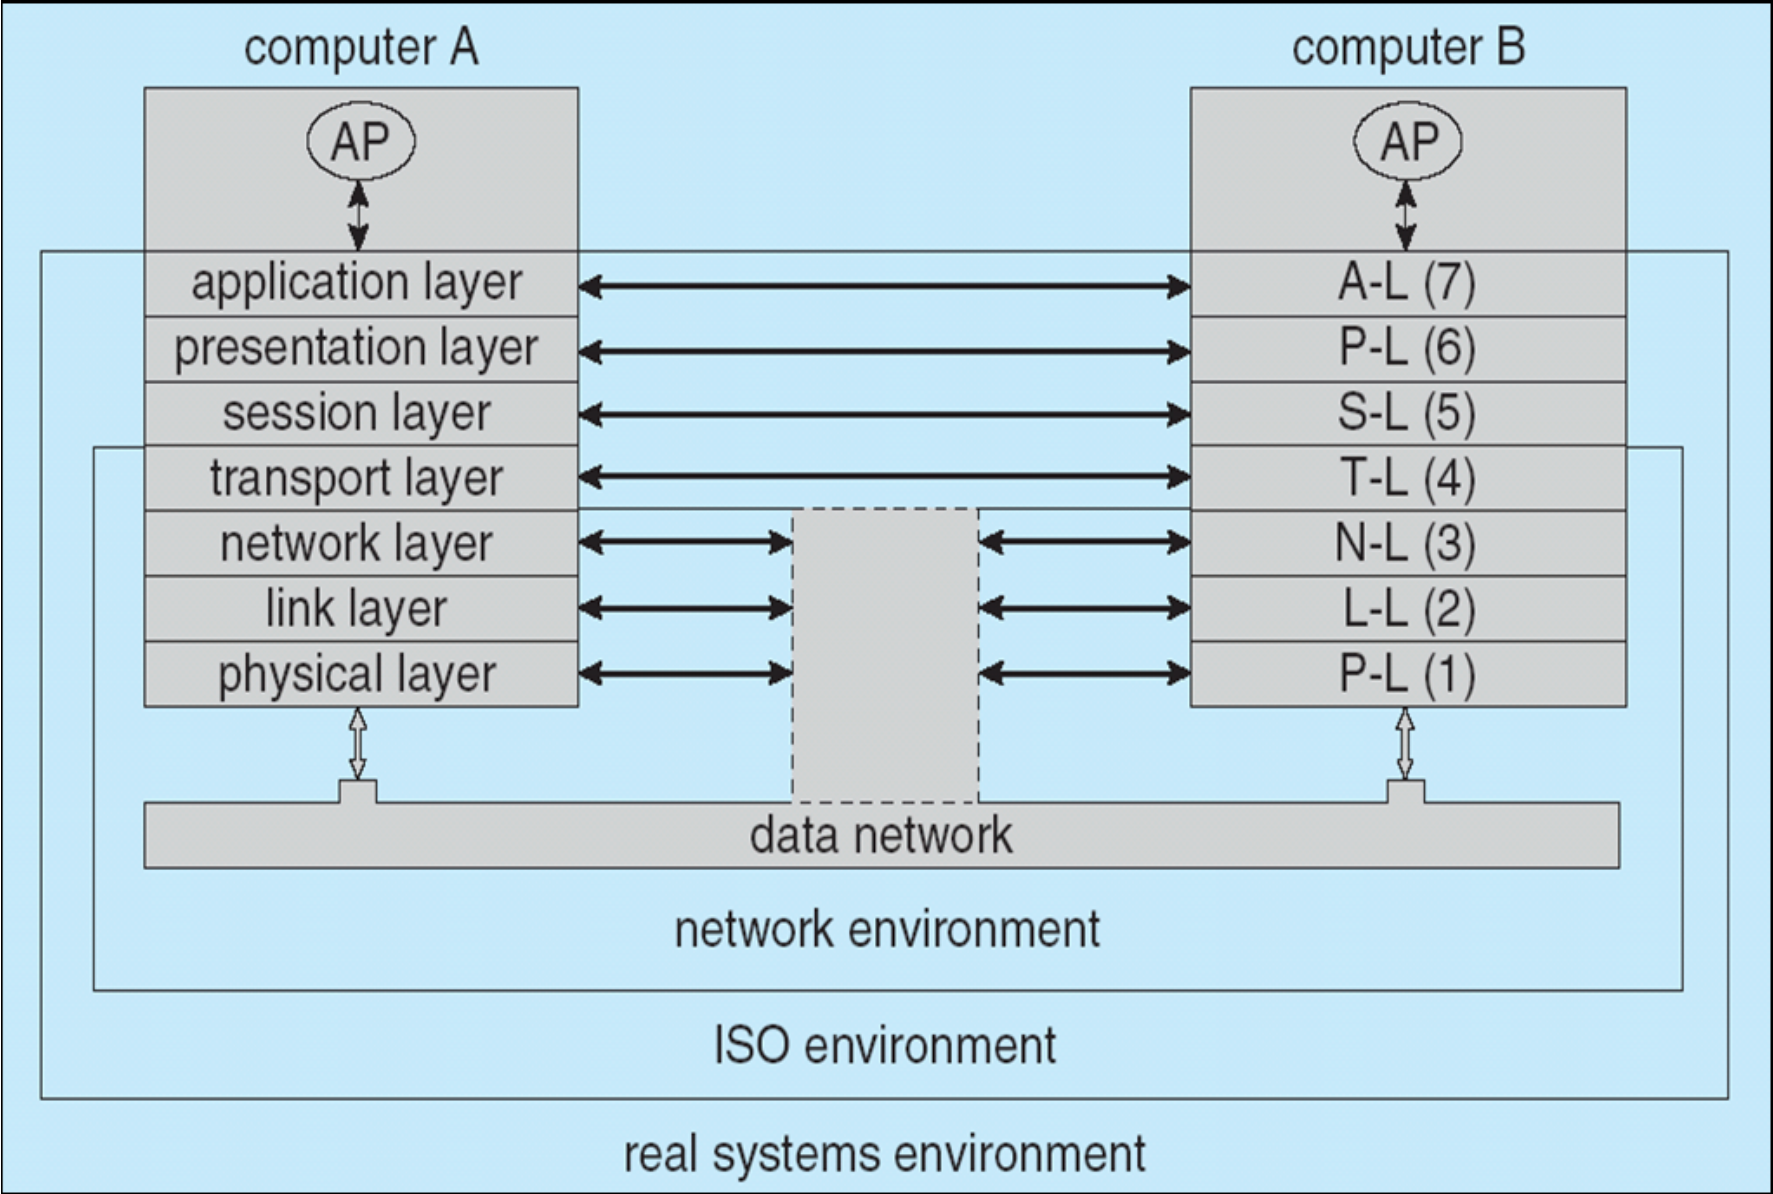 computer A
computer B
AP
AP
application layer
A-L (7)
presentation layer
P-L (6)
session layer
S-L (5)
transport layer
T-L (4)
network layer
N-L (3)
link layer
L-L (2)
physical layer
P-L (1)
data network
network environment
ISO environment
real systems environment